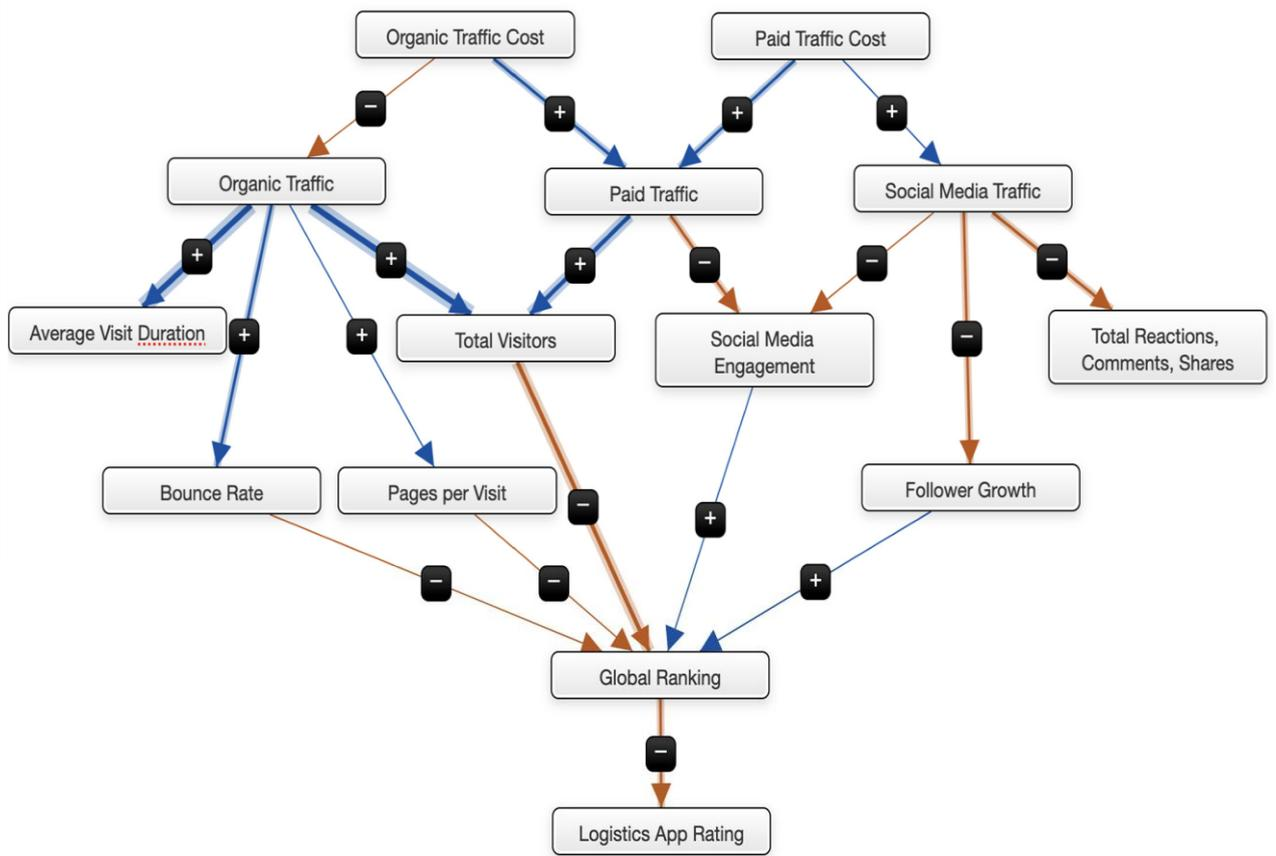 Organic Traffic Cost
Paid Traffic Cost
−
+
+
+
Organic Traffic
Paid Traffic
Social Media Traffic
+
+
+
−
−
−
Average Visit Duration
+
+
Total Visitors
Social Media
Engagement
−
Total Reactions,
Comments, Shares
Bounce Rate
Pages per Visit
−
Follower Growth
+
−
−
+
Global Ranking
−
Logistics App Rating